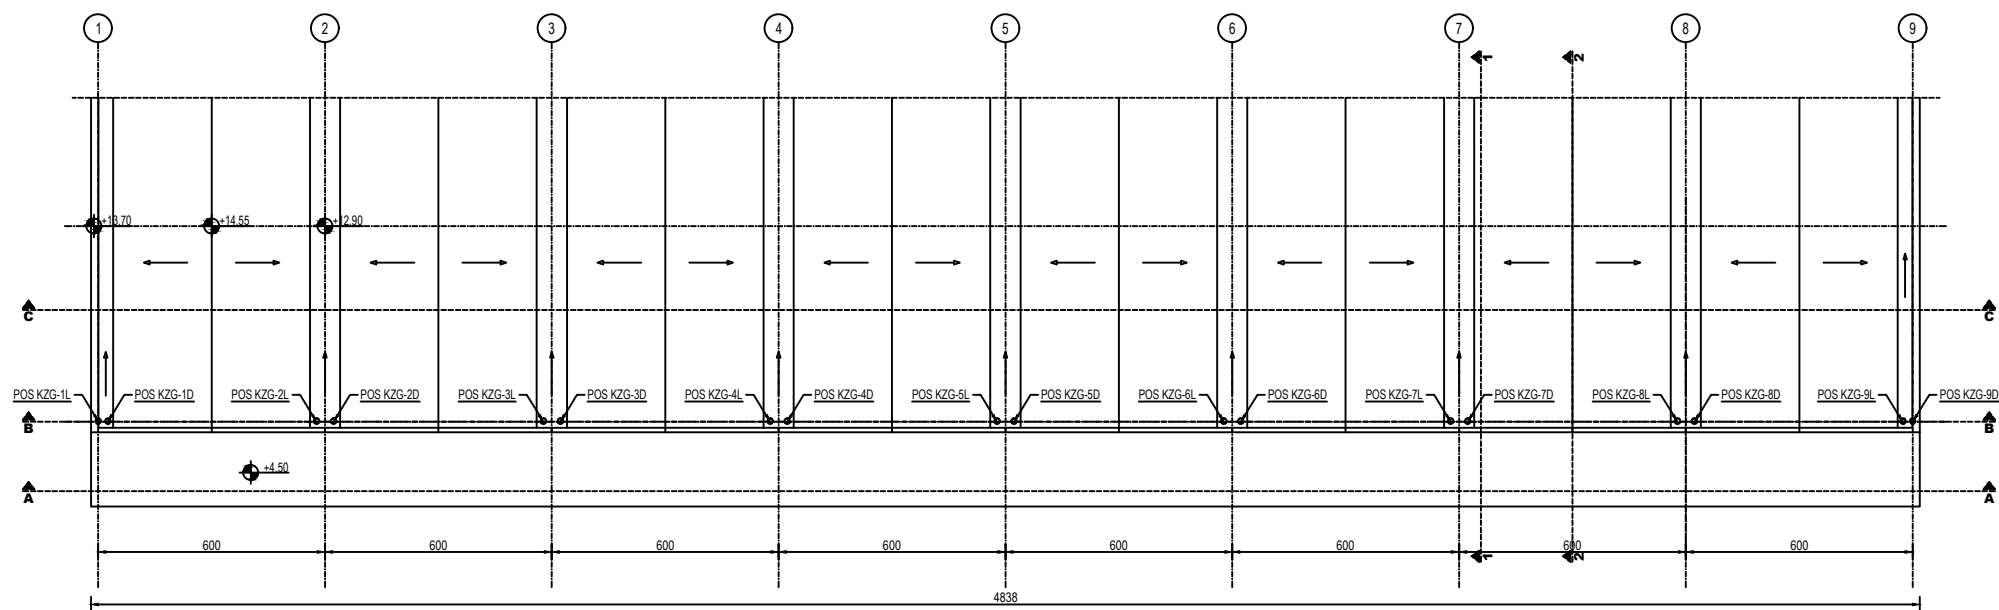 1 2 3 4 5 6 7 8 9
1 2
+13.70 +14.55 +12.90
C C
POS KZG-1L POS KZG-1D POS KZG-2L POS KZG-2D POS KZG-3L POS KZG-3D POS KZG-4L POS KZG-4D POS KZG-5L POS KZG-5D POS KZG-6L POS KZG-6D POS KZG-7L POS KZG-7D POS KZG-8L POS KZG-8D POS KZG-9L POS KZG-9D
B B
+4.50
A A
600 600 600 600 600 600 600 600
1 2
4838